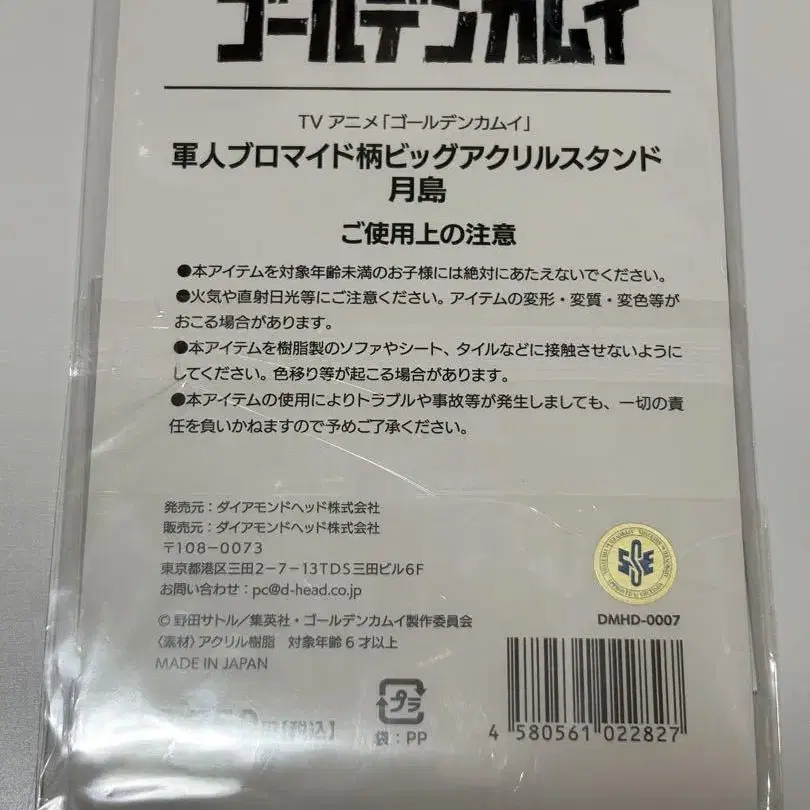 ゴールデンカムイ
TV アニメ「ゴールデンカムイ」
軍人ブロマイド柄ビッグアクリルスタンド
月島
ご使用上の注意
●本アイテムを対象年齢未満のお子様には絶対にあたえないでください。
●火気や直射日光等にご注意ください。アイテムの変形・変質・変色等が
おこる場合があります。
●本アイテムを樹脂製のソファやシート、タイルなどに接触させないように
してください。色移り等が起こる場合があります。
●本アイテムの使用によりトラブルや事故等が発生しましても、一切の責
任を負いかねますので予めご了承ください。
発売元：ダイアモンドヘッド株式会社
販売元：ダイアモンドヘッド株式会社
〒108-0073
東京都港区三田2-7-13TDS三田ビル6F
お問い合わせ：pc@d-head.co.jp
©野田サトル／集英社・ゴールデンカムイ製作委員会
〈素材〉アクリル樹脂 対象年齢6才以上
MADE IN JAPAN
DMHD-0007
円【税込】
プラ
袋：PP
4 580561 022827